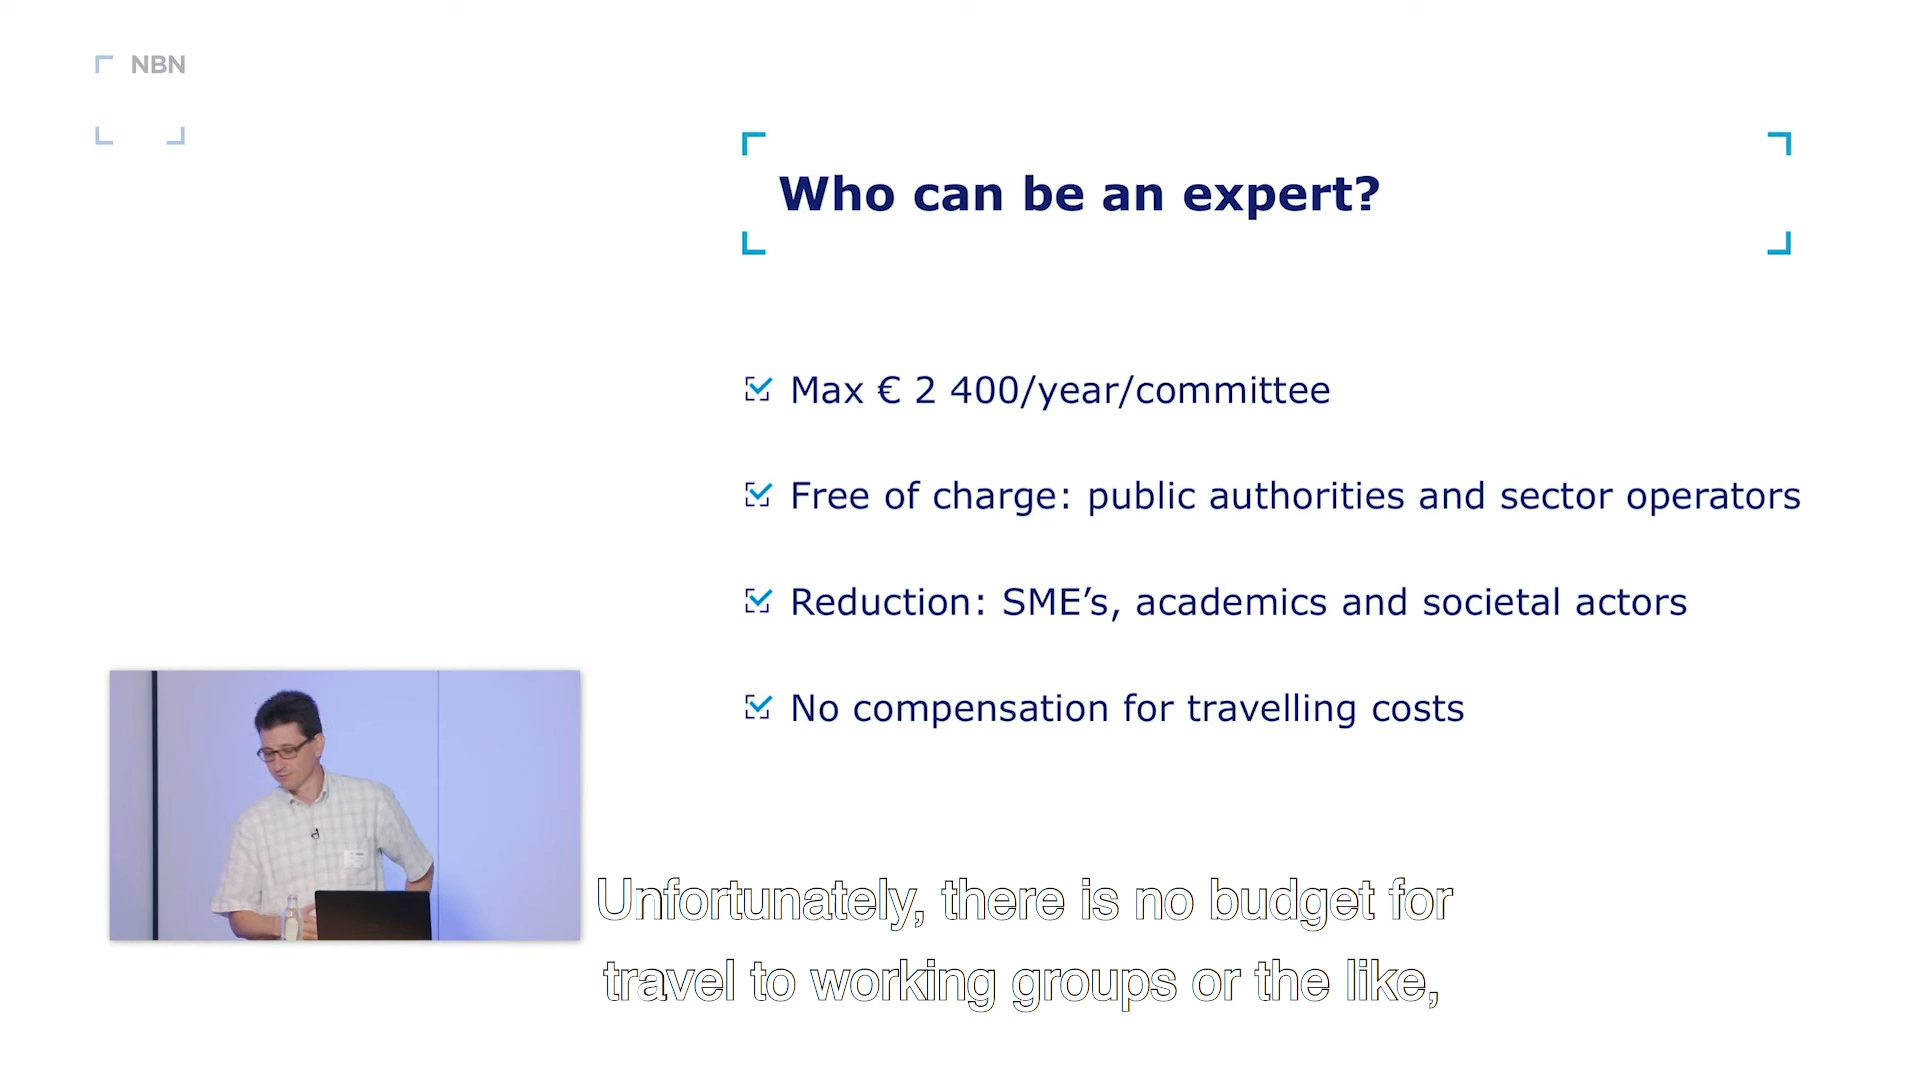 NBN
Who can be an expert?
Max € 2 400/year/committee
Free of charge: public authorities and sector operators
Reduction: SME’s, academics and societal actors
No compensation for travelling costs
Unfortunately, there is no budget for
travel to working groups or the like,